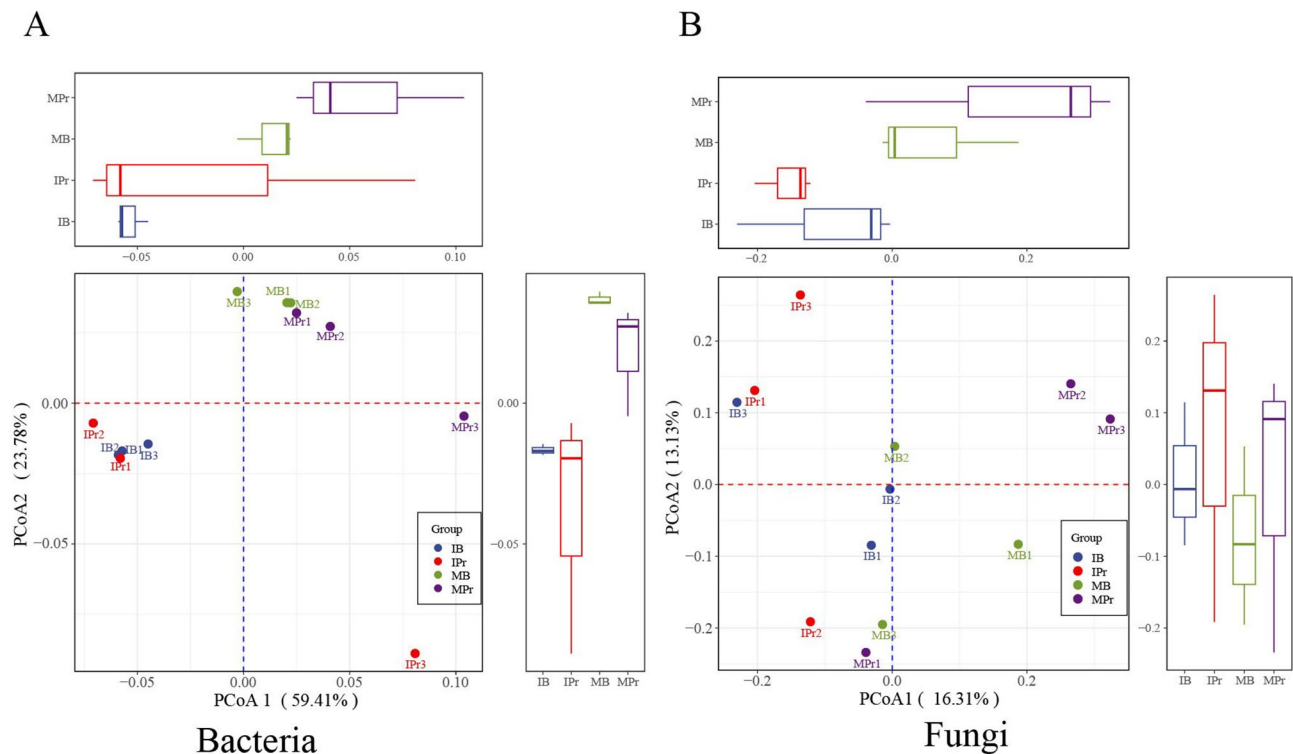 A
MPr
MB
IPr
IB
−0.05
0.00
0.05
0.10
MB3
MB1
MB2
MPr1
MPr2
MPr3
IPr2
IB2
IB1
IB3
IPr1
IPr3
0.00
−0.05
PCoA2 ( 23.78% )
Group
IB
IPr
MB
MPr
−0.05
0.00
0.05
0.10
PCoA 1 ( 59.41% )
0.00
−0.05
IB
IPr
MB
MPr
Bacteria
B
MPr
MB
IPr
IB
−0.2
0.0
0.2
IPr3
IPr1
IB3
MPr2
MPr3
MB2
IB2
IB1
MB1
IPr2
MB3
MPr1
0.2
0.1
0.0
−0.1
−0.2
PCoA2 ( 13.13% )
Group
IB
IPr
MB
MPr
−0.2
0.0
0.2
PCoA1 ( 16.31% )
0.2
0.1
0.0
−0.1
−0.2
IB
IPr
MB
MPr
Fungi